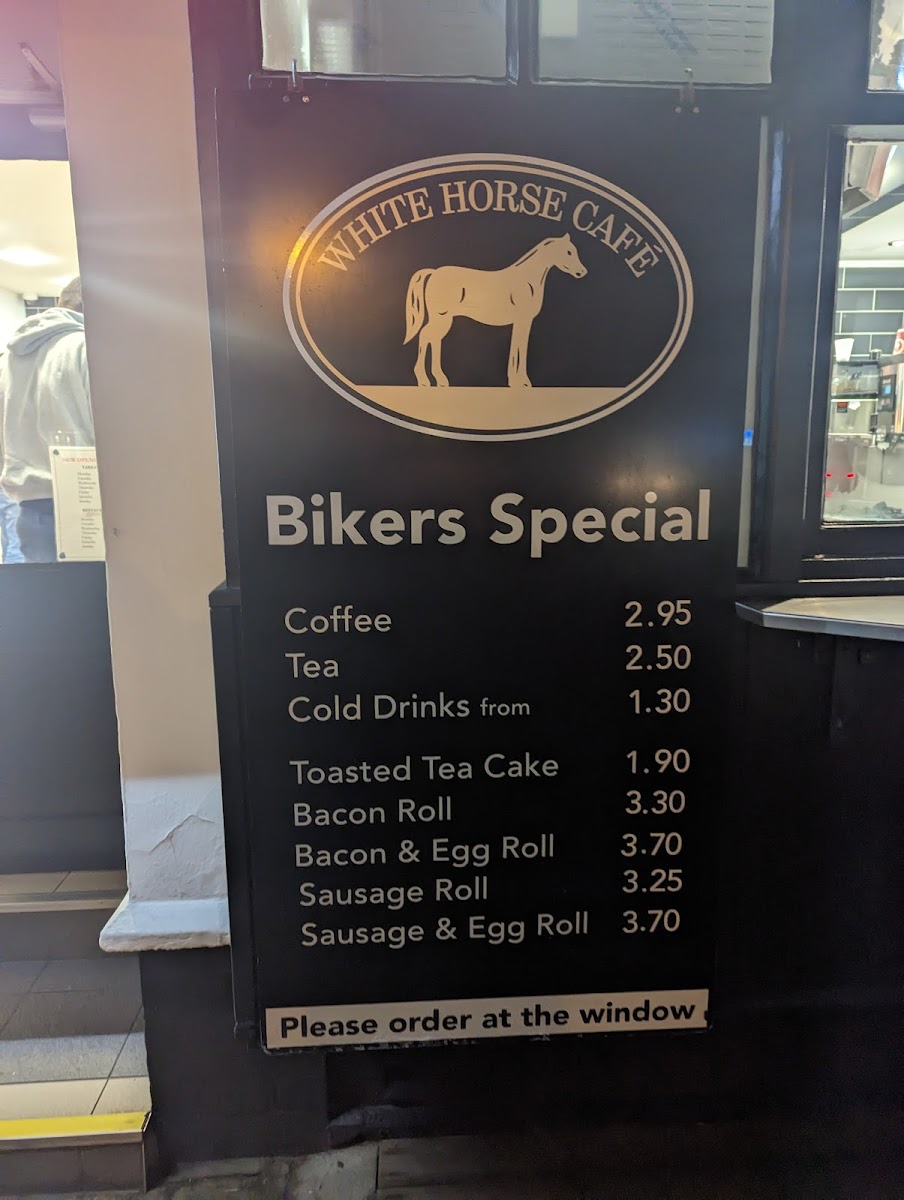 WHITE HORSE CAFÉ
Bikers Special
Coffee 2.95
Tea 2.50
Cold Drinks from 1.30
Toasted Tea Cake 1.90
Bacon Roll 3.30
Bacon & Egg Roll 3.70
Sausage Roll 3.25
Sausage & Egg Roll 3.70
Please order at the window